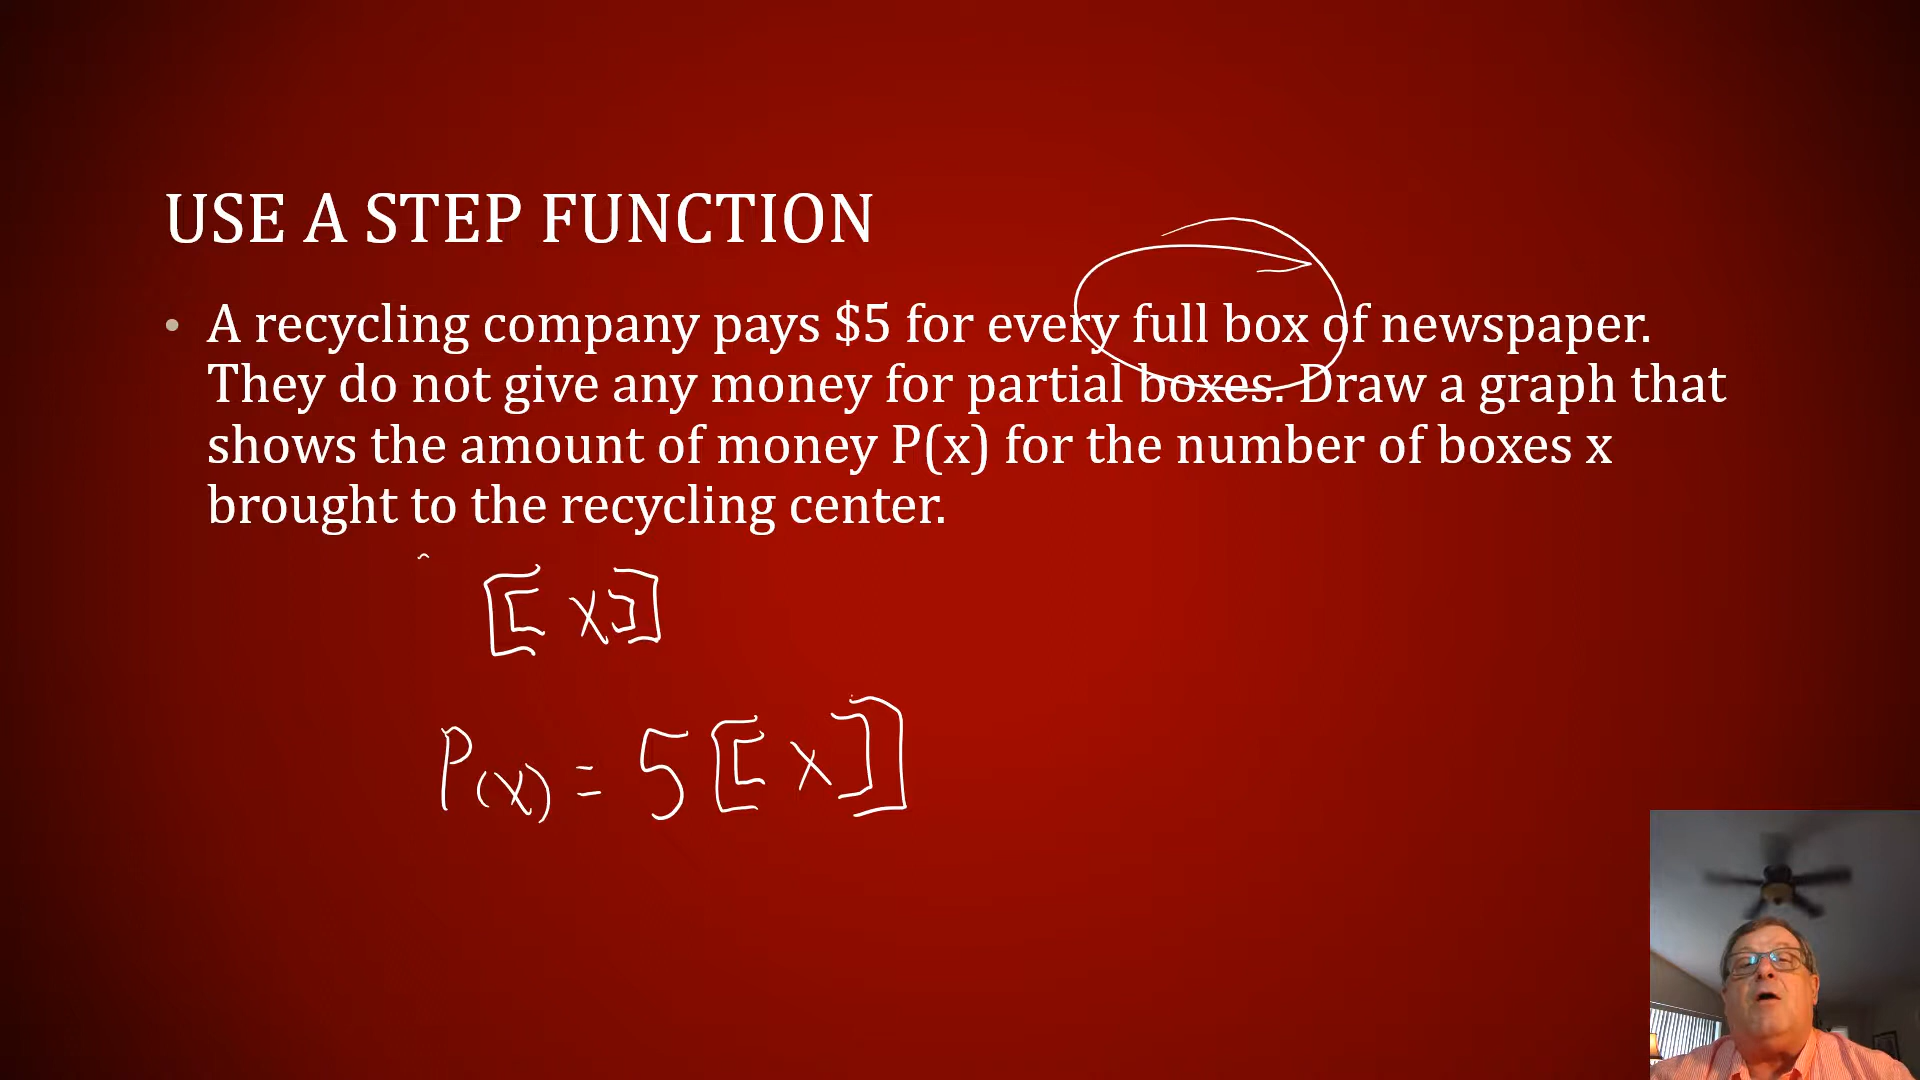 USE A STEP FUNCTION
• A recycling company pays $5 for every full box of newspaper.
They do not give any money for partial boxes. Draw a graph that
shows the amount of money P(x) for the number of boxes x
brought to the recycling center.
[[x]]
P(x) = 5[[x]]